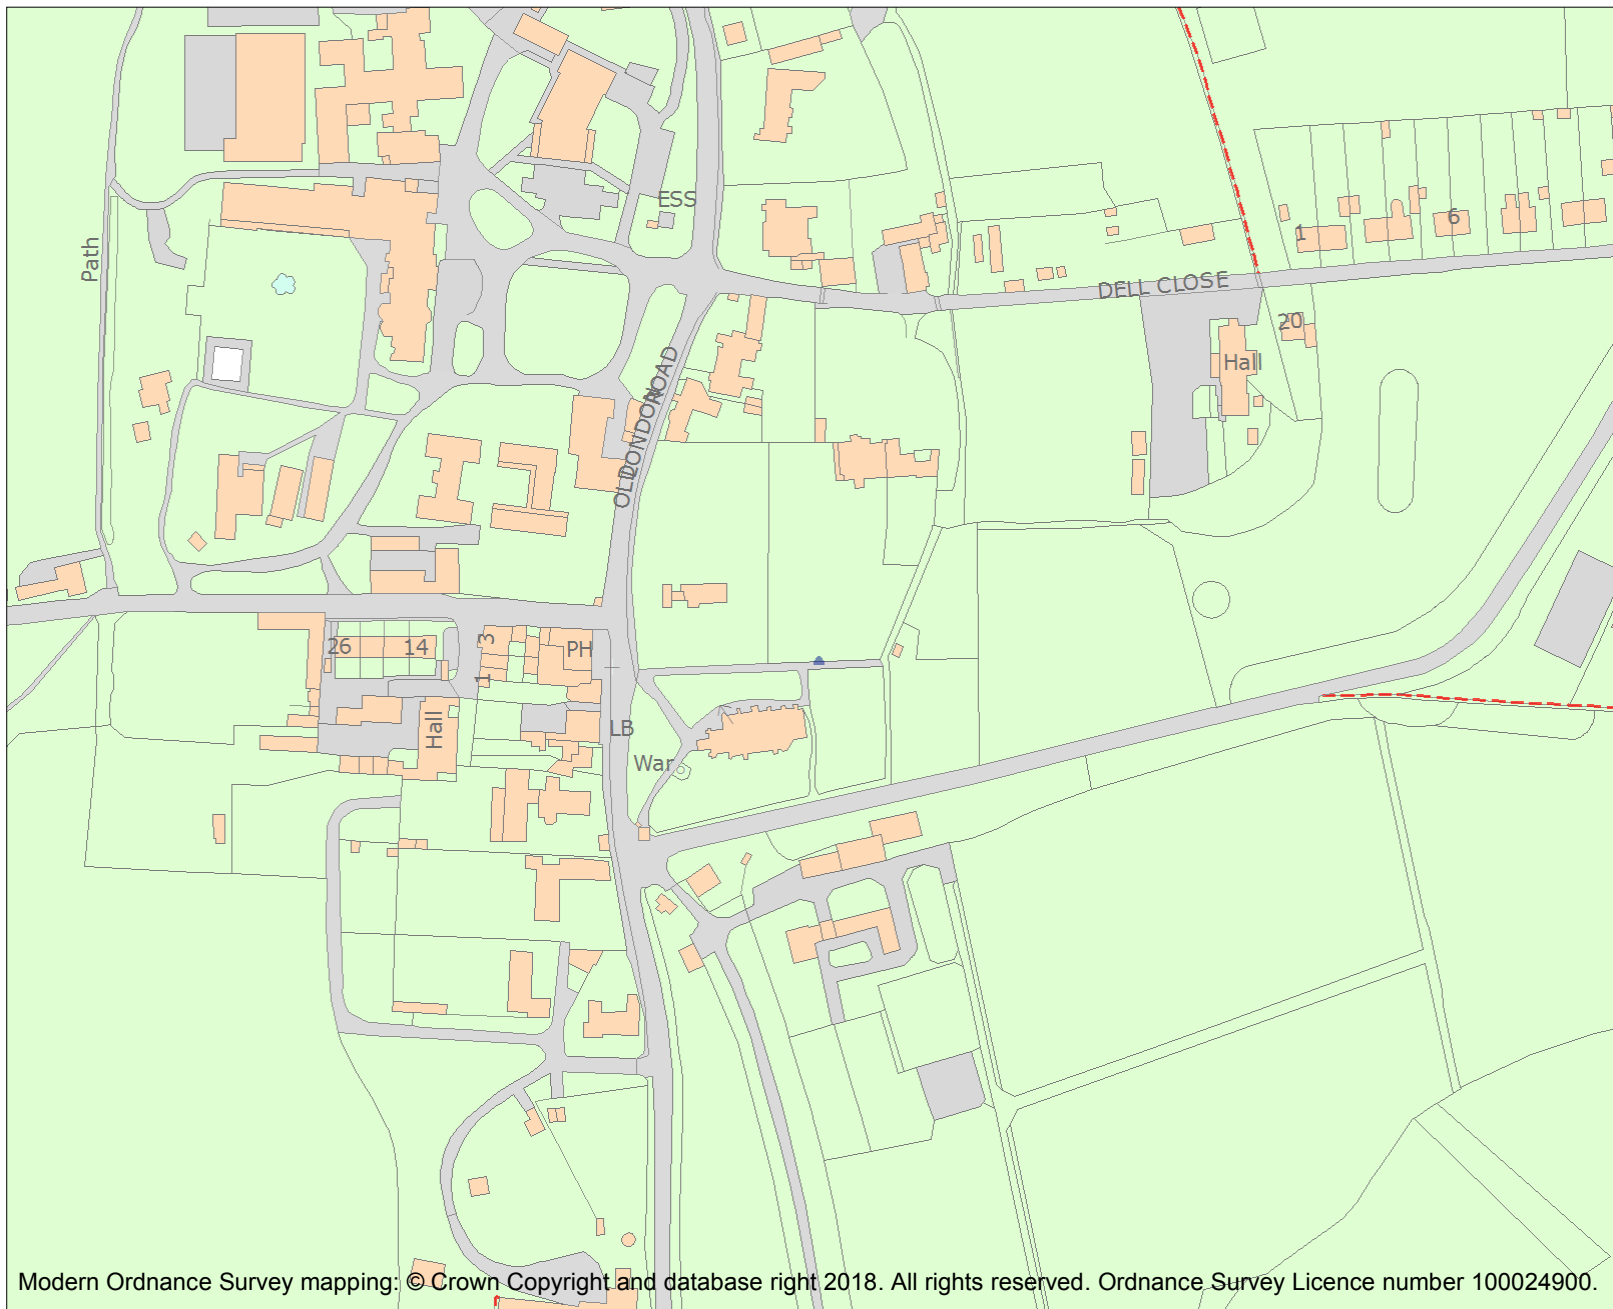 ESS
Path
6
1
DELL CLOSE
20
Hall
OLD LONDON ROAD
26
14
3
PH
1
Hall
LB
War
Modern Ordnance Survey mapping: © Crown Copyright and database right 2018. All rights reserved. Ordnance Survey Licence number 100024900.